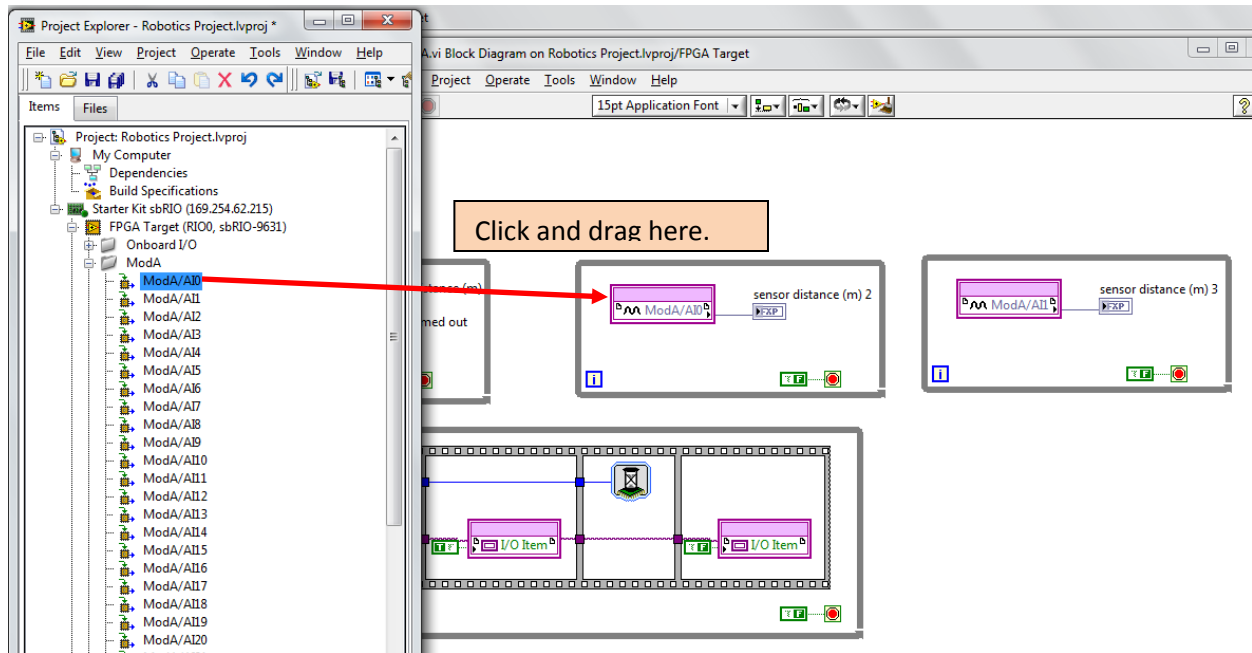 Project Explorer - Robotics Project.lvproj *
File Edit View Project Operate Tools Window Help
Items Files
Project: Robotics Project.lvproj
My Computer
Dependencies
Build Specifications
Starter Kit sbRIO (169.254.62.215)
FPGA Target (RIO0, sbRIO-9631)
Onboard I/O
ModA
ModA/AI0
ModA/AI1
ModA/AI2
ModA/AI3
ModA/AI4
ModA/AI5
ModA/AI6
ModA/AI7
ModA/AI8
ModA/AI9
ModA/AI10
ModA/AI11
ModA/AI12
ModA/AI13
ModA/AI14
ModA/AI15
ModA/AI16
ModA/AI17
ModA/AI18
ModA/AI19
ModA/AI20
A.vi Block Diagram on Robotics Project.lvproj/FPGA Target
Project Operate Tools Window Help
15pt Application Font
Click and drag here.
stance (m)
med out
ModA/AI0
sensor distance (m) 2
FXP
i
F
ModA/AI1
sensor distance (m) 3
FXP
i
F
T
I/O Item
F
I/O Item
F